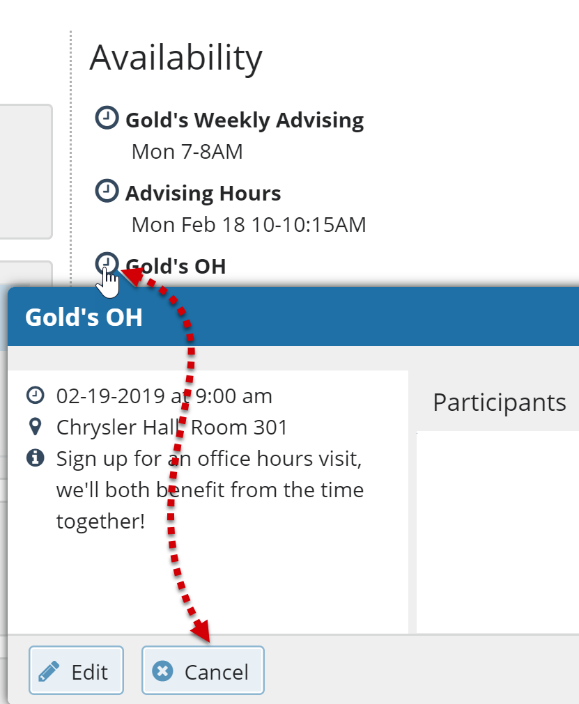 Availability
Gold's Weekly Advising
Mon 7-8AM
Advising Hours
Mon Feb 18 10-10:15AM
Gold's OH
Gold's OH
02-19-2019 at 9:00 am
Chrysler Hall, Room 301
Sign up for an office hours visit,
we'll both benefit from the time
together!
Participants
Edit
Cancel